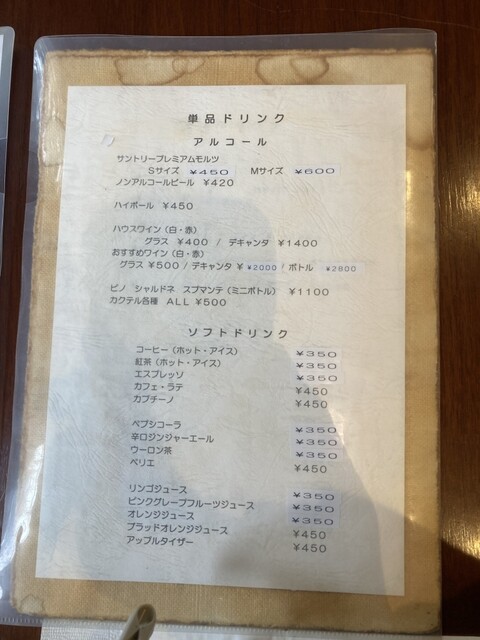 単品ドリンク
アルコール
サントリープレミアムモルツ
Sサイズ ¥450 Mサイズ ¥600
ノンアルコールビール ¥420
ハイボール ¥450
ハウスワイン（白・赤）
グラス ¥400 / デキャンタ ¥1400
おすすめワイン（白・赤）
グラス ¥500 / デキャンタ ¥ ¥2000 / ボトル ¥2800
ピノ シャルドネ スプマンテ（ミニボトル） ¥1100
カクテル各種 ALL ¥500
ソフトドリンク
コーヒー（ホット・アイス） ¥350
紅茶（ホット・アイス） ¥350
エスプレッソ ¥350
カフェ・ラテ ¥450
カプチーノ ¥450
ペプシコーラ ¥350
辛口ジンジャーエール ¥350
ウーロン茶 ¥350
ペリエ ¥450
リンゴジュース ¥350
ピンクグレープフルーツジュース ¥350
オレンジジュース ¥350
ブラッドオレンジジュース ¥450
アップルタイザー ¥450